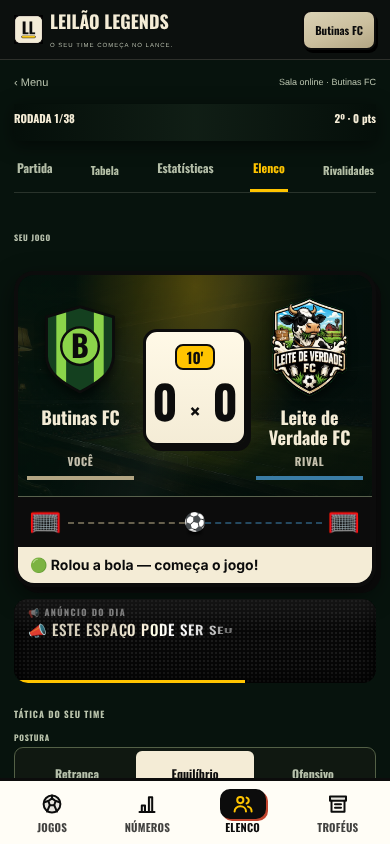 LL
LEILÃO LEGENDS
O SEU TIME COMEÇA NO LANCE.
Butinas FC
‹ Menu
Sala online · Butinas FC
RODADA 1/38
2º · 0 pts
Partida
Tabela
Estatísticas
Elenco
Rivalidades
SEU JOGO
B
LEITE DE VERDADE
FC
10'
0 × 0
Butinas FC
Leite de
Verdade FC
VOCÊ
RIVAL
🟢 Rolou a bola — começa o jogo!
📢 ANÚNCIO DO DIA
📣 ESTE ESPAÇO PODE SER SEU
TÁTICA DO SEU TIME
POSTURA
Retranca
Equilíbrio
Ofensivo
JOGOS
NÚMEROS
ELENCO
TROFÉUS